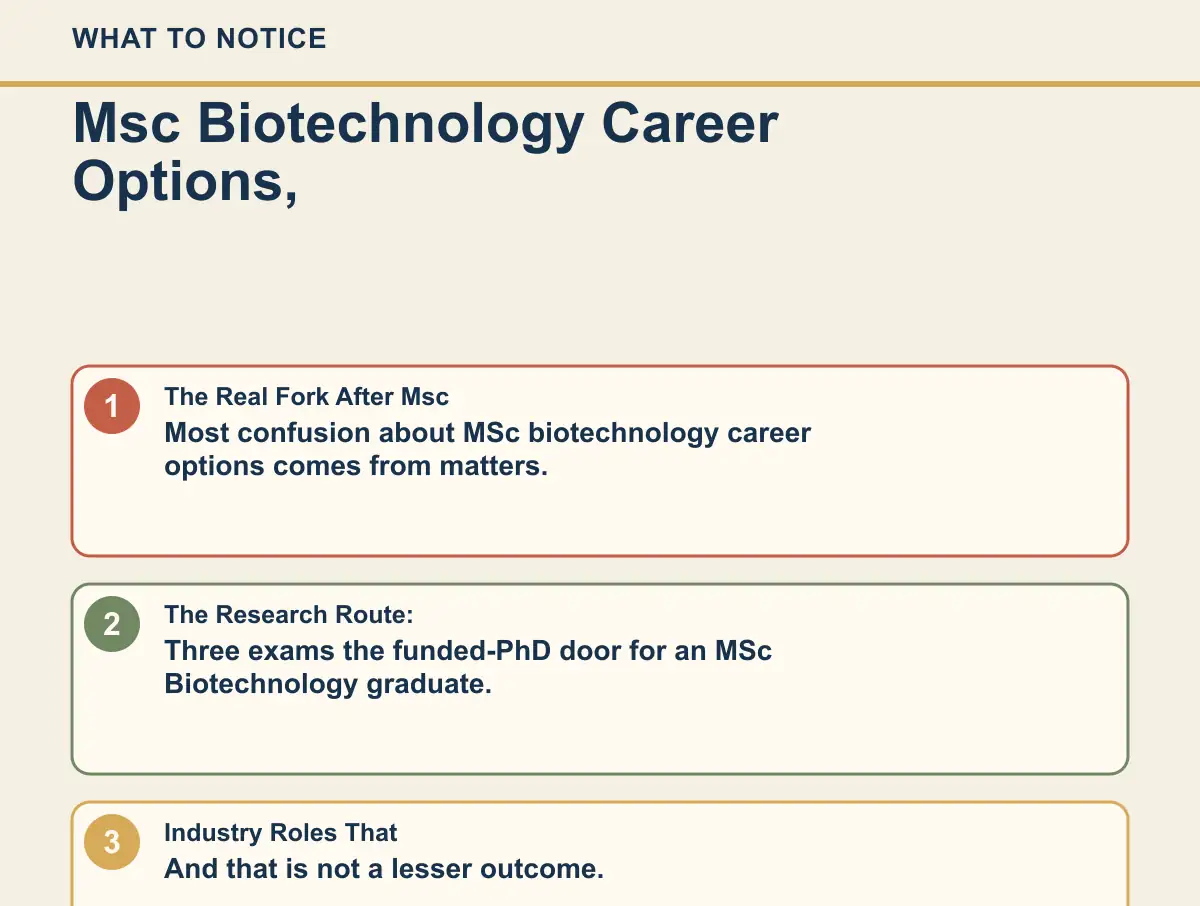 WHAT TO NOTICE
Msc Biotechnology Career
Options,
1
The Real Fork After Msc
Most confusion about MSc biotechnology career
options comes from matters.
2
The Research Route:
Three exams the funded-PhD door for an MSc
Biotechnology graduate.
3
Industry Roles That
And that is not a lesser outcome.